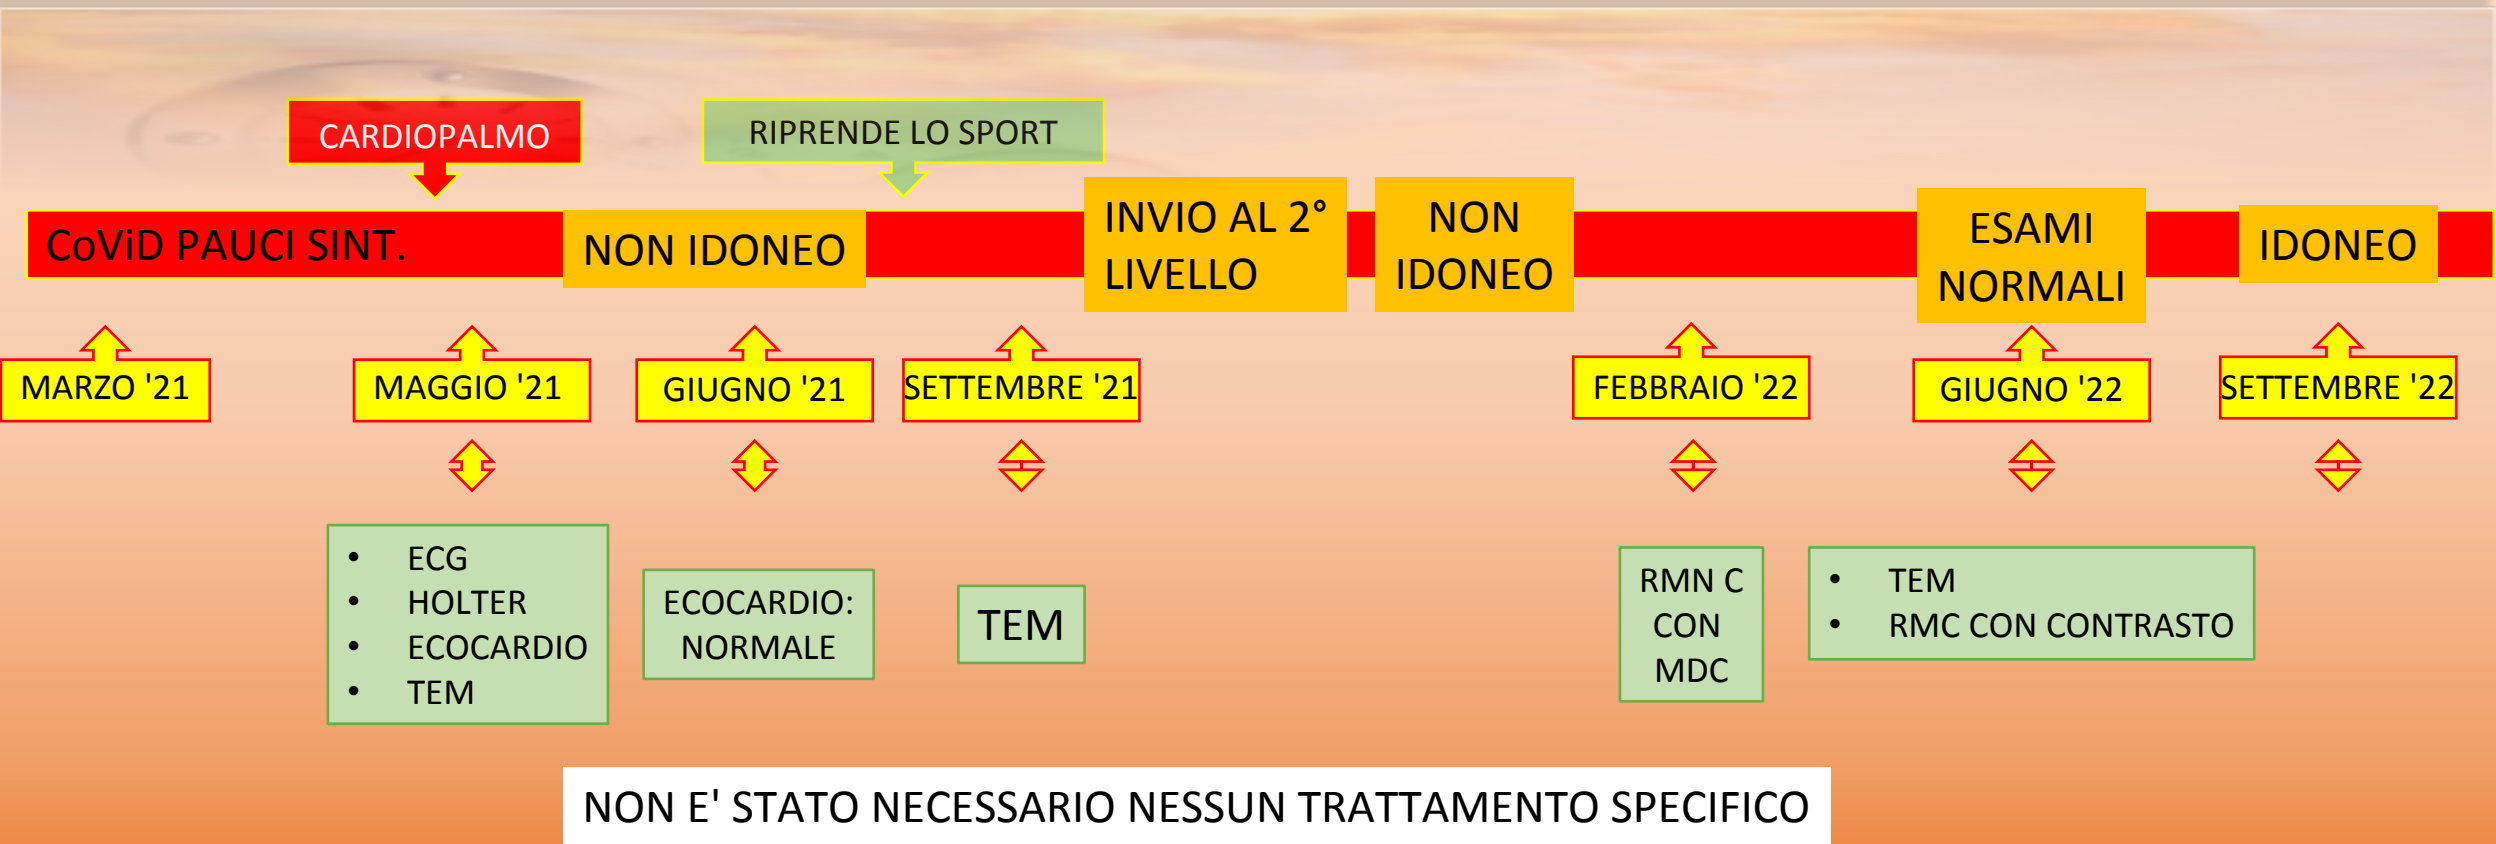 CARDIOPALMO
RIPRENDE LO SPORT
CoViD PAUCI SINT.
NON IDONEO
INVIO AL 2°
LIVELLO
NON
IDONEO
ESAMI
NORMALI
IDONEO
MARZO '21
MAGGIO '21
GIUGNO '21
SETTEMBRE '21
FEBBRAIO '22
GIUGNO '22
SETTEMBRE '22
• ECG
• HOLTER
• ECOCARDIO
• TEM
ECOCARDIO:
NORMALE
TEM
RMN C
CON
MDC
• TEM
• RMC CON CONTRASTO
NON E' STATO NECESSARIO NESSUN TRATTAMENTO SPECIFICO